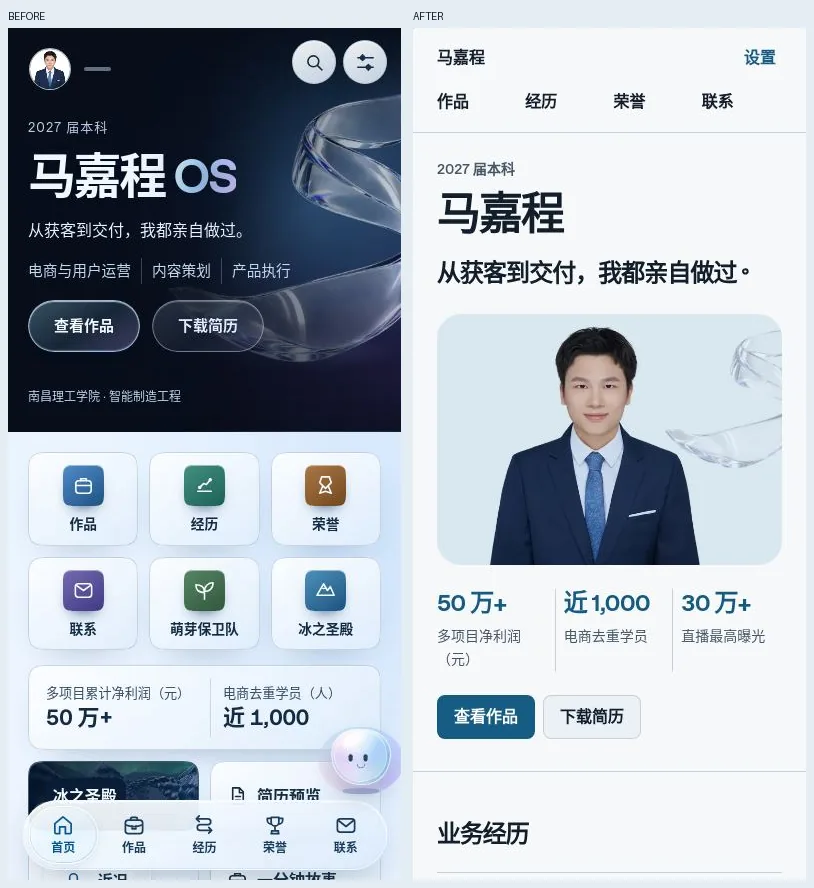 BEFORE
2027 届本科
马嘉程 OS
从获客到交付，我都亲自做过。
电商与用户运营 内容策划 产品执行
查看作品 下载简历
南昌理工学院 · 智能制造工程
作品 经历 荣誉
联系 萌芽保卫队 冰之圣殿
多项目累计净利润（元） 电商去重学员（人）
50 万+ 近 1,000
冰之圣殿 简历预览
首页 作品 经历 荣誉 联系
近况 一分钟故事
AFTER
马嘉程 设置
作品 经历 荣誉 联系
2027 届本科
马嘉程
从获客到交付，我都亲自做过。
50 万+ 近 1,000 30 万+
多项目净利润 电商去重学员 直播最高曝光
（元）
查看作品 下载简历
业务经历